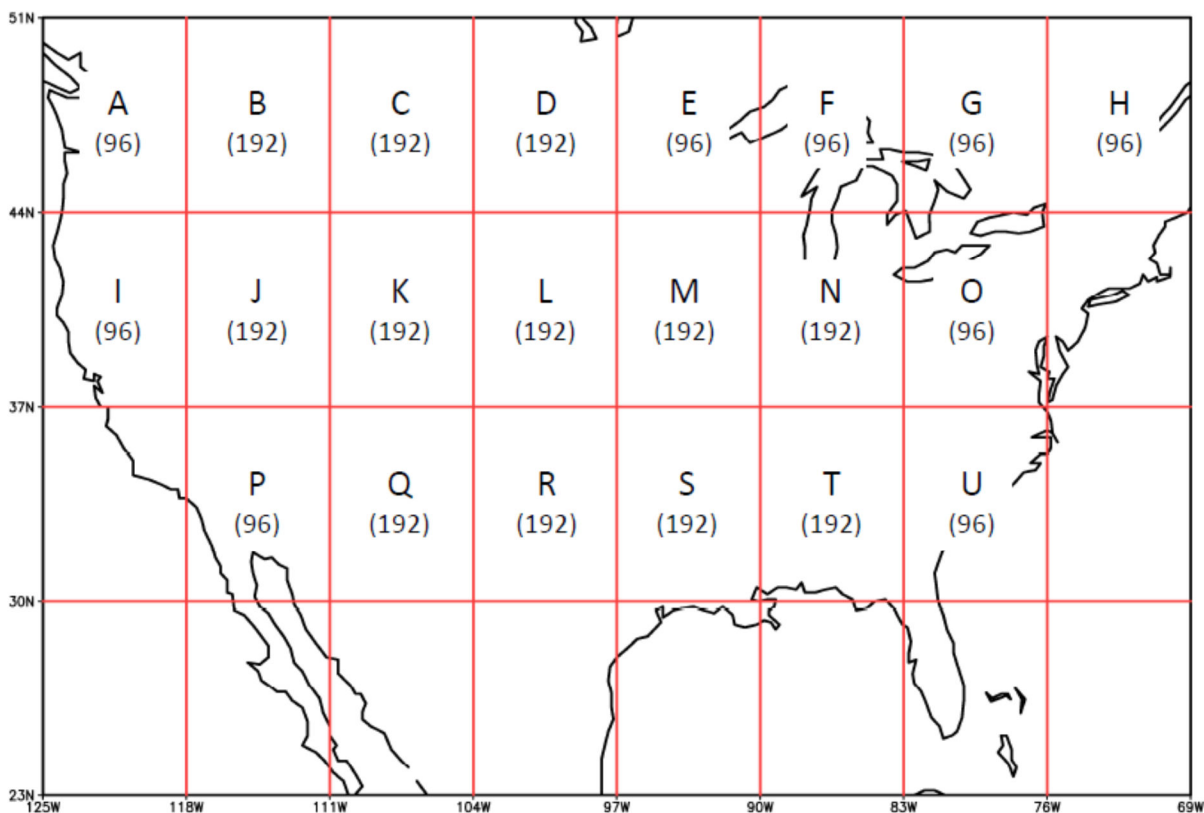 51N
A B C D E F G H
(96) (192) (192) (192) (96) (96) (96) (96)
44N
I J K L M N O
(96) (192) (192) (192) (192) (192) (96)
37N
P Q R S T U
(96) (192) (192) (192) (192) (96)
30N
23N
125W 118W 111W 104W 97W 90W 83W 76W 69W